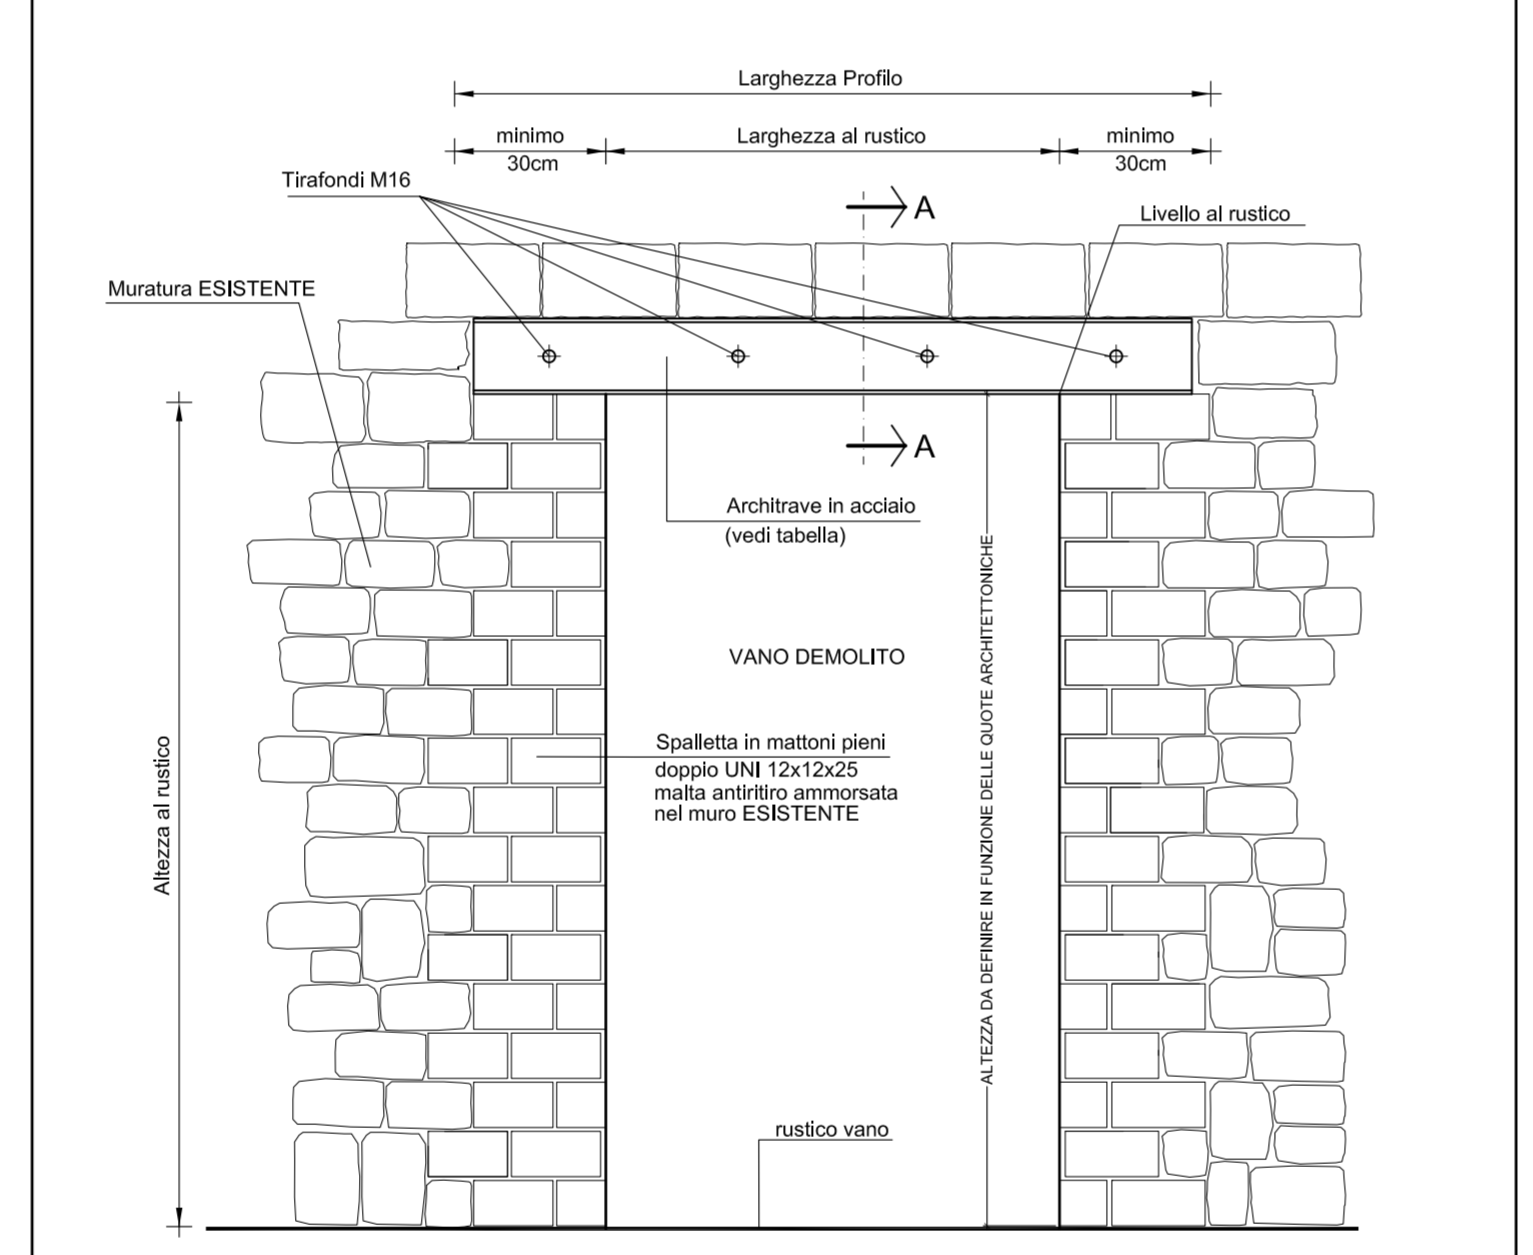 Larghezza Profilo
minimo
30cm
Larghezza al rustico
minimo
30cm
Tirafondi M16
A
Livello al rustico
Muratura ESISTENTE
A
Architrave in acciaio
(vedi tabella)
VANO DEMOLITO
Spalletta in mattoni pieni
doppio UNI 12x12x25
malta antiritiro ammorsata
nel muro ESISTENTE
ALTEZZA DA DEFINIRE IN FUNZIONE DELLE QUOTE ARCHITETTONICHE
Altezza al rustico
rustico vano